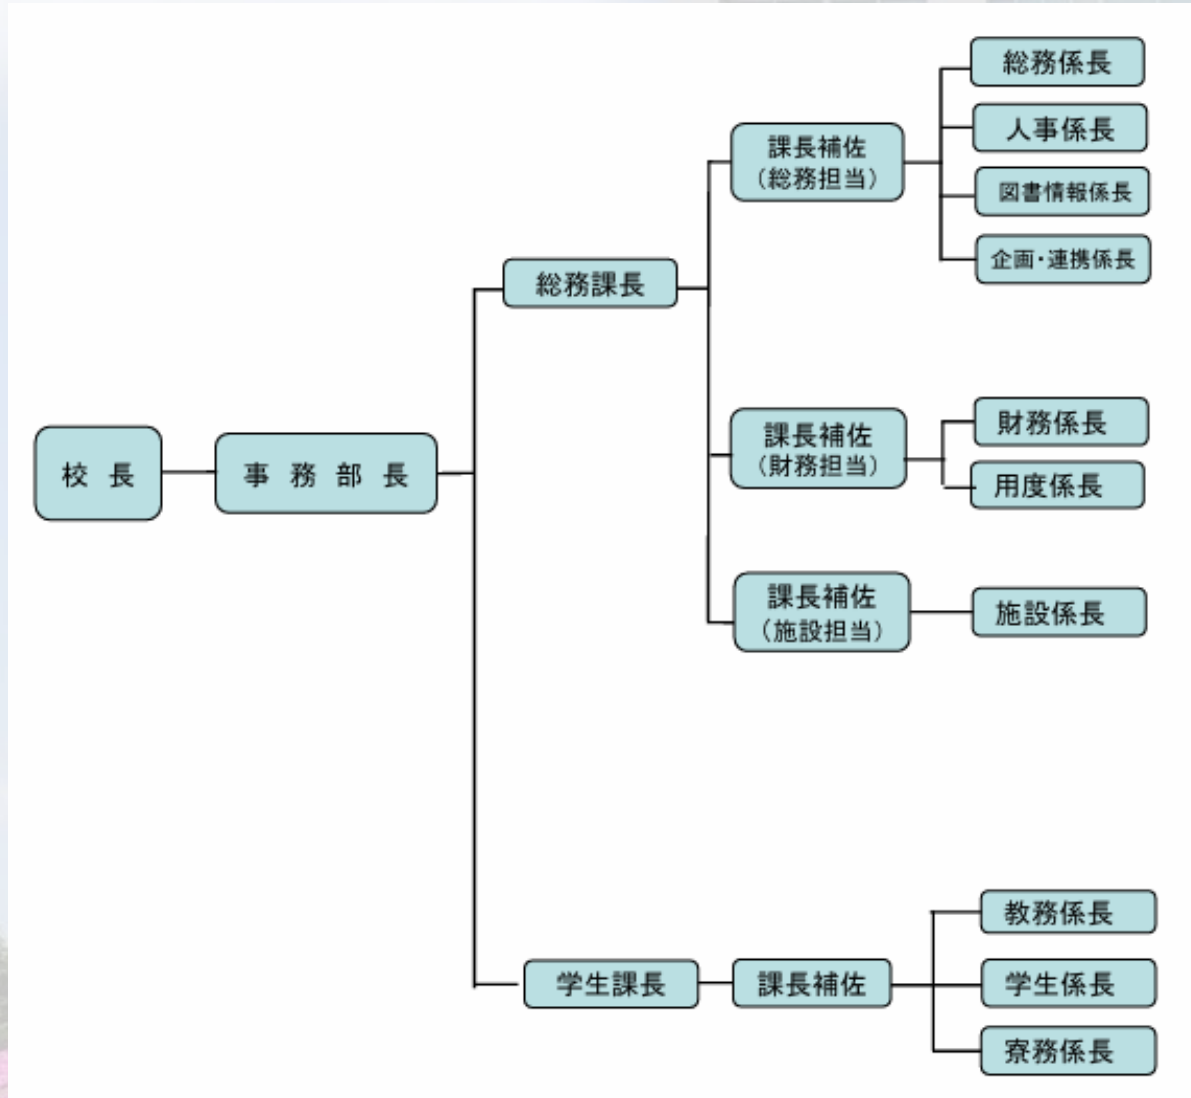 校長
事務部長
総務課長
課長補佐
（総務担当）
総務係長
人事係長
図書情報係長
企画・連携係長
課長補佐
（財務担当）
財務係長
用度係長
課長補佐
（施設担当）
施設係長
学生課長
課長補佐
教務係長
学生係長
寮務係長